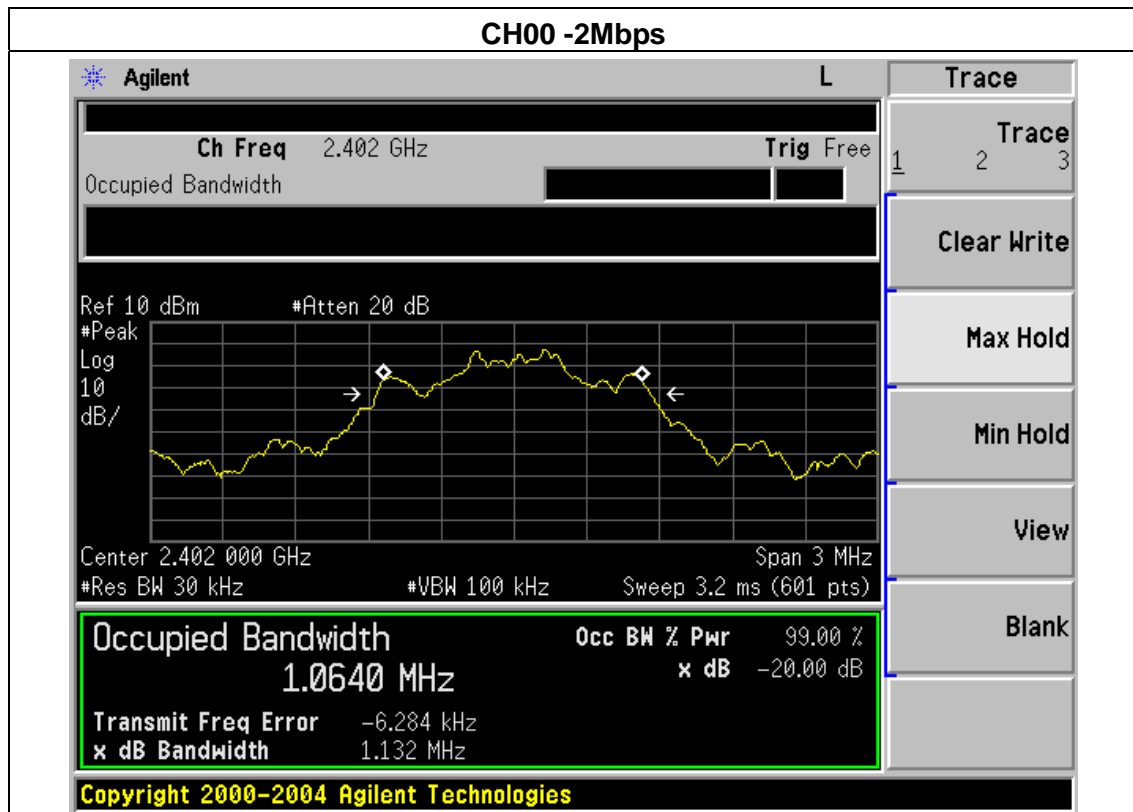 CH00 -2Mbps
Agilent L Trace
Ch Freq 2.402 GHz Trig Free
Occupied Bandwidth
Trace
1 2 3
Clear Write
Max Hold
Min Hold
View
Blank
Ref 10 dBm #Atten 20 dB
#Peak
Log
10
dB/
Center 2.402 000 GHz Span 3 MHz
#Res BW 30 kHz #VBW 100 kHz Sweep 3.2 ms (601 pts)
Occupied Bandwidth Occ BW % Pwr 99.00 %
1.0640 MHz x dB -20.00 dB
Transmit Freq Error -6.284 kHz
x dB Bandwidth 1.132 MHz
Copyright 2000-2004 Agilent Technologies